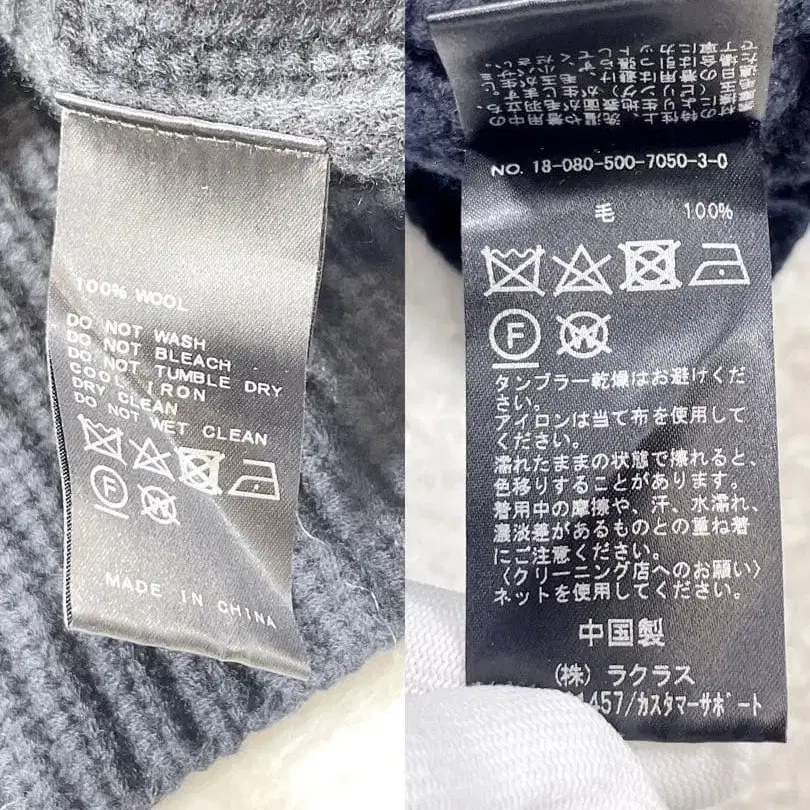 100% WOOL
DO NOT WASH
DO NOT BLEACH
DO NOT TUMBLE DRY
COOL IRON
DRY CLEAN
DO NOT WET CLEAN
F
W
MADE IN CHINA
NO. 18-080-500-7050-3-0
毛 100%
F
W
タンブラー乾燥はお避けくだ
さい。
アイロンは当て布を使用して
ください。
濡れたままの状態で擦れると、
色移りすることがあります。
着用中の摩擦や、汗、水濡れ、
濃淡差があるものとの重ね着
にご注意ください。
〈クリーニング店へのお願い〉
ネットを使用してください。
中国製
(株) ラクラス
1457/カスタマーサポート